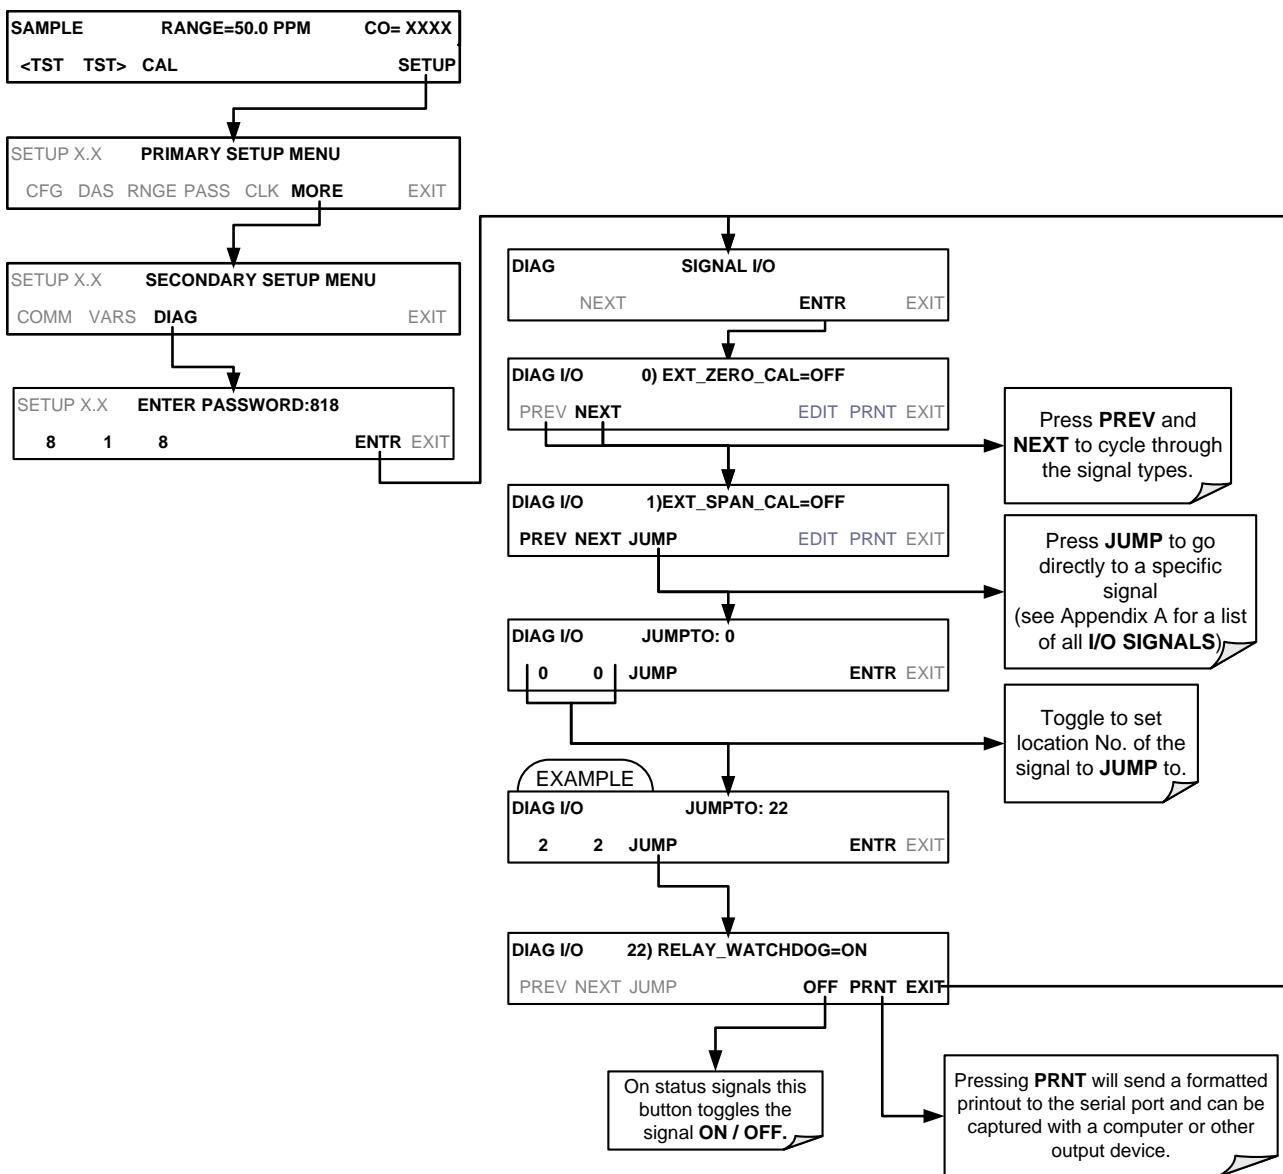 SAMPLE RANGE=50.0 PPM CO= XXXX
<TST TST> CAL SETUP
SETUP X.X PRIMARY SETUP MENU
CFG DAS RNGE PASS CLK MORE EXIT
SETUP X.X SECONDARY SETUP MENU
COMM VARS DIAG EXIT
SETUP X.X ENTER PASSWORD:818
8 1 8 ENTR EXIT
DIAG SIGNAL I/O
NEXT ENTR EXIT
DIAG I/O 0) EXT_ZERO_CAL=OFF
PREV NEXT EDIT PRNT EXIT
Press PREV and
NEXT to cycle through
the signal types.
DIAG I/O 1)EXT_SPAN_CAL=OFF
PREV NEXT JUMP EDIT PRNT EXIT
Press JUMP to go
directly to a specific
signal
(see Appendix A for a list
of all I/O SIGNALS)
DIAG I/O JUMPTO: 0
0 0 JUMP ENTR EXIT
Toggle to set
location No. of the
signal to JUMP to.
EXAMPLE
DIAG I/O JUMPTO: 22
2 2 JUMP ENTR EXIT
DIAG I/O 22) RELAY_WATCHDOG=ON
PREV NEXT JUMP OFF PRNT EXIT
On status signals this
button toggles the
signal ON / OFF.
Pressing PRNT will send a formatted
printout to the serial port and can be
captured with a computer or other
output device.